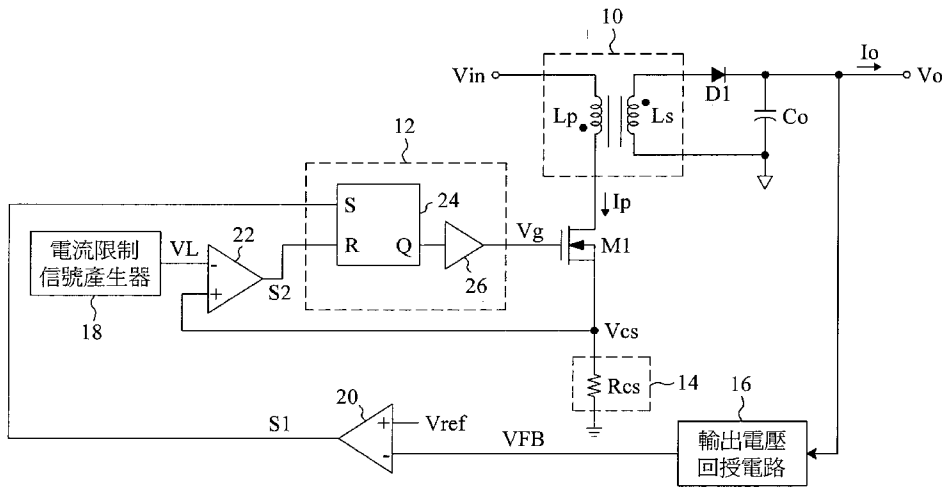 10
Io
Vin
Vo
D1
Lp
Ls
Co
12
S
24
Ip
R
Q
Vg
M1
26
電流限制
信號產生器
VL
-
22
+
S2
18
Vcs
Rcs
14
16
20
S1
+
Vref
-
VFB
輸出電壓
回授電路